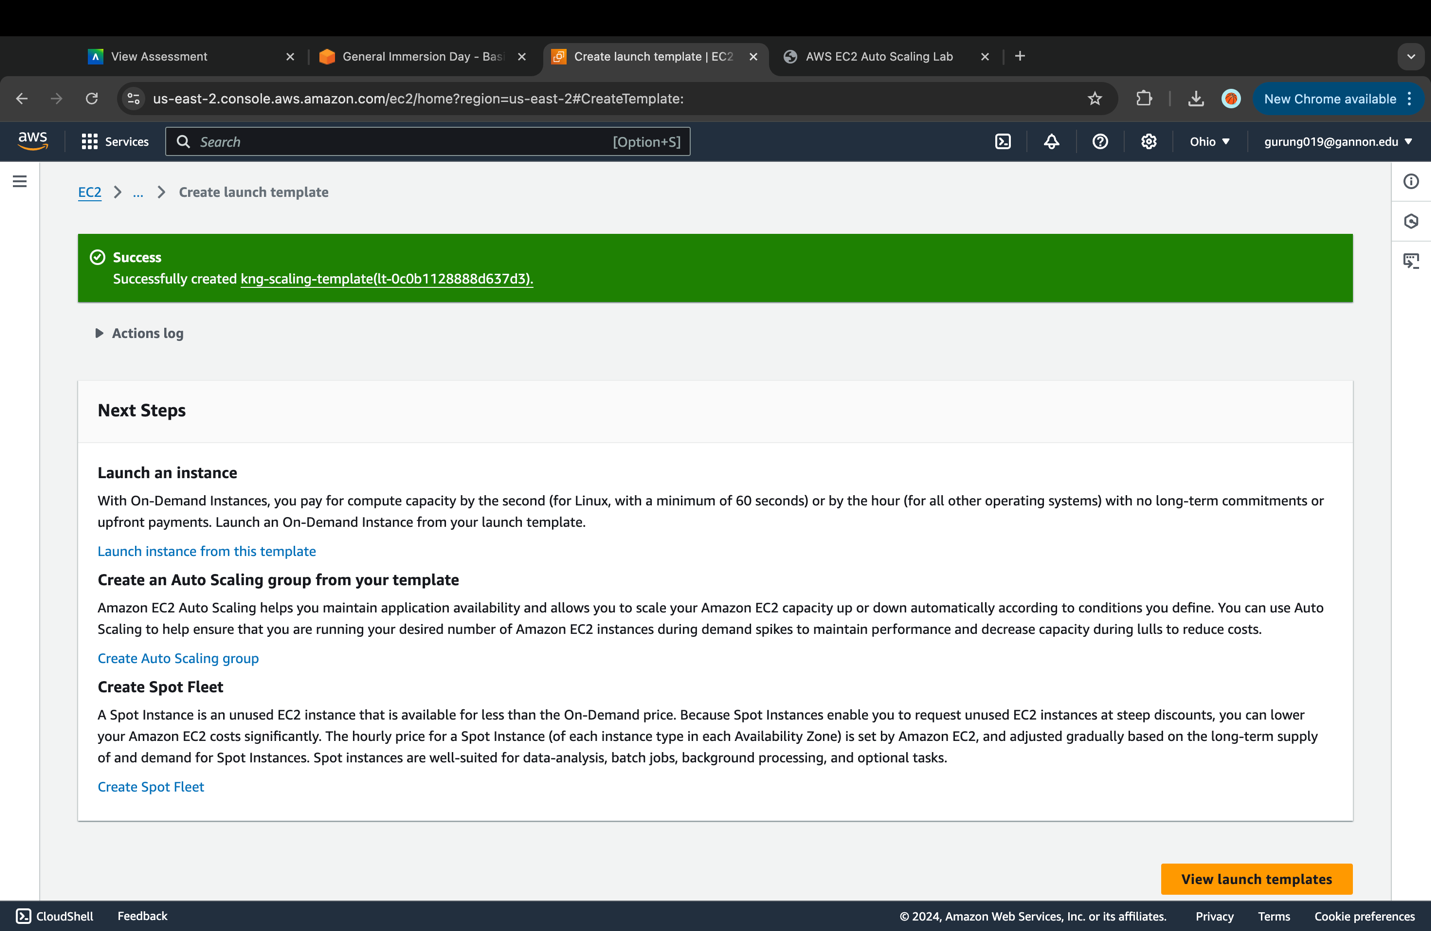 View Assessment
General Immersion Day - Bas
Create launch template | EC2
AWS EC2 Auto Scaling Lab
us-east-2.console.aws.amazon.com/ec2/home?region=us-east-2#CreateTemplate:
New Chrome available
aws
Services
Search
[Option+S]
Ohio
gurung019@gannon.edu
EC2
...
Create launch template
Success
Successfully created kng-scaling-template(lt-0c0b1128888d637d3).
Actions log
Next Steps
Launch an instance
With On-Demand Instances, you pay for compute capacity by the second (for Linux, with a minimum of 60 seconds) or by the hour (for all other operating systems) with no long-term commitments or
upfront payments. Launch an On-Demand Instance from your launch template.
Launch instance from this template
Create an Auto Scaling group from your template
Amazon EC2 Auto Scaling helps you maintain application availability and allows you to scale your Amazon EC2 capacity up or down automatically according to conditions you define. You can use Auto
Scaling to help ensure that you are running your desired number of Amazon EC2 instances during demand spikes to maintain performance and decrease capacity during lulls to reduce costs.
Create Auto Scaling group
Create Spot Fleet
A Spot Instance is an unused EC2 instance that is available for less than the On-Demand price. Because Spot Instances enable you to request unused EC2 instances at steep discounts, you can lower
your Amazon EC2 costs significantly. The hourly price for a Spot Instance (of each instance type in each Availability Zone) is set by Amazon EC2, and adjusted gradually based on the long-term supply
of and demand for Spot Instances. Spot instances are well-suited for data-analysis, batch jobs, background processing, and optional tasks.
Create Spot Fleet
View launch templates
CloudShell
Feedback
© 2024, Amazon Web Services, Inc. or its affiliates.
Privacy
Terms
Cookie preferences